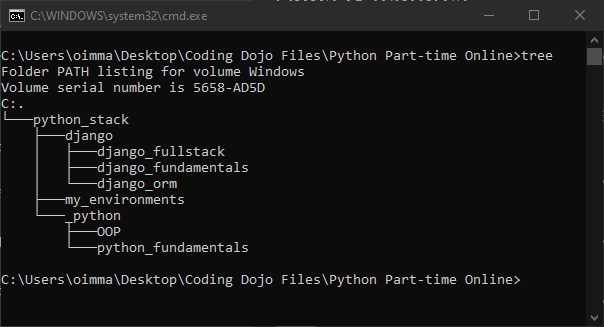 C:\WINDOWS\system32\cmd.exe
C:\Users\oimma\Desktop\Coding Dojo Files\Python Part-time Online>tree
Folder PATH listing for volume Windows
Volume serial number is 5658-AD5D
C:.
└───python_stack
    ├───django
    │   ├───django_fullstack
    │   ├───django_fundamentals
    │   └───django_orm
    ├───my_environments
    └───_python
        ├───OOP
        └───python_fundamentals
C:\Users\oimma\Desktop\Coding Dojo Files\Python Part-time Online>